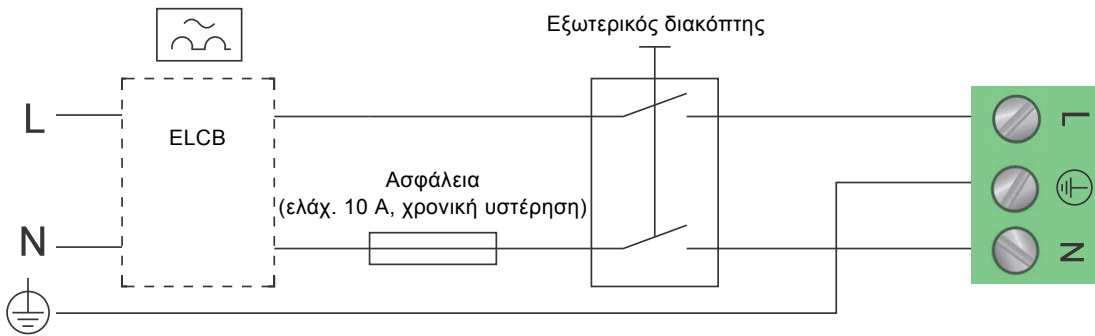 Εξωτερικός διακόπτης
L
ELCB
L
Ασφάλεια
(ελάχ. 10 A, χρονική υστέρηση)
N
N